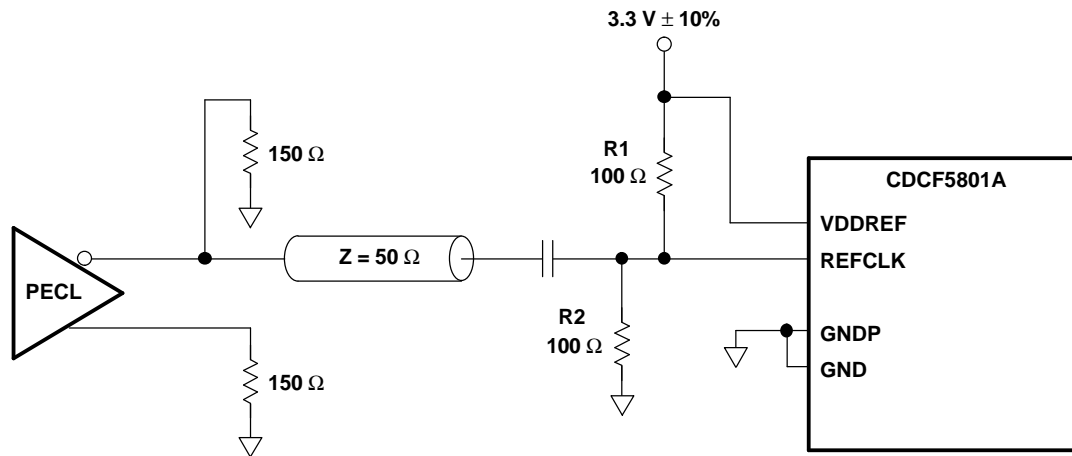 3.3 V ± 10%
150 Ω
R1
100 Ω
CDCF5801A
VDDREF
PECL
Z = 50 Ω
REFCLK
R2
100 Ω
GNDP
GND
150 Ω